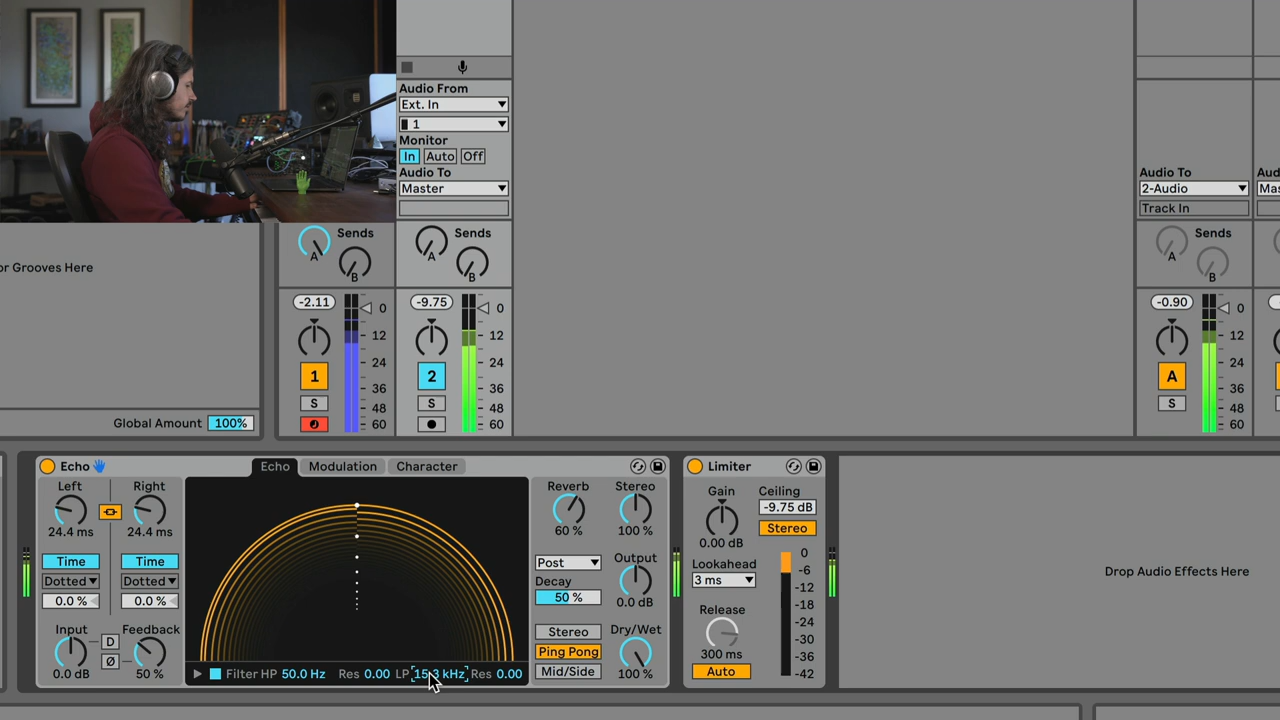 Audio From
Ext. In
1
Monitor
In Auto Off
Audio To
Master
Audio To
2-Audio
Track In
or Grooves Here
Sends
A
B
Sends
A
B
Sends
A
B
-2.11
0
12
24
36
48
60
1
S
-9.75
0
12
24
36
48
60
2
S
-0.90
0
12
24
36
48
60
A
S
Global Amount 100%
Echo
Echo Modulation Character
Left
Right
24.4 ms
24.4 ms
Time
Time
Dotted
Dotted
0.0 %
0.0 %
Input
D
Feedback
Ø
0.0 dB
50 %
Filter HP 50.0 Hz Res 0.00 LP kHz Res 0.00
Reverb
Stereo
60 %
100 %
Post
Output
Decay
50 %
0.0 dB
Stereo
Dry/Wet
Ping Pong
Mid/Side
100 %
Limiter
Gain
Ceiling
-9.75 dB
Stereo
0.00 dB
Lookahead
3 ms
Release
300 ms
Auto
0
-6
-12
-18
-24
-30
-36
-42
Drop Audio Effects Here